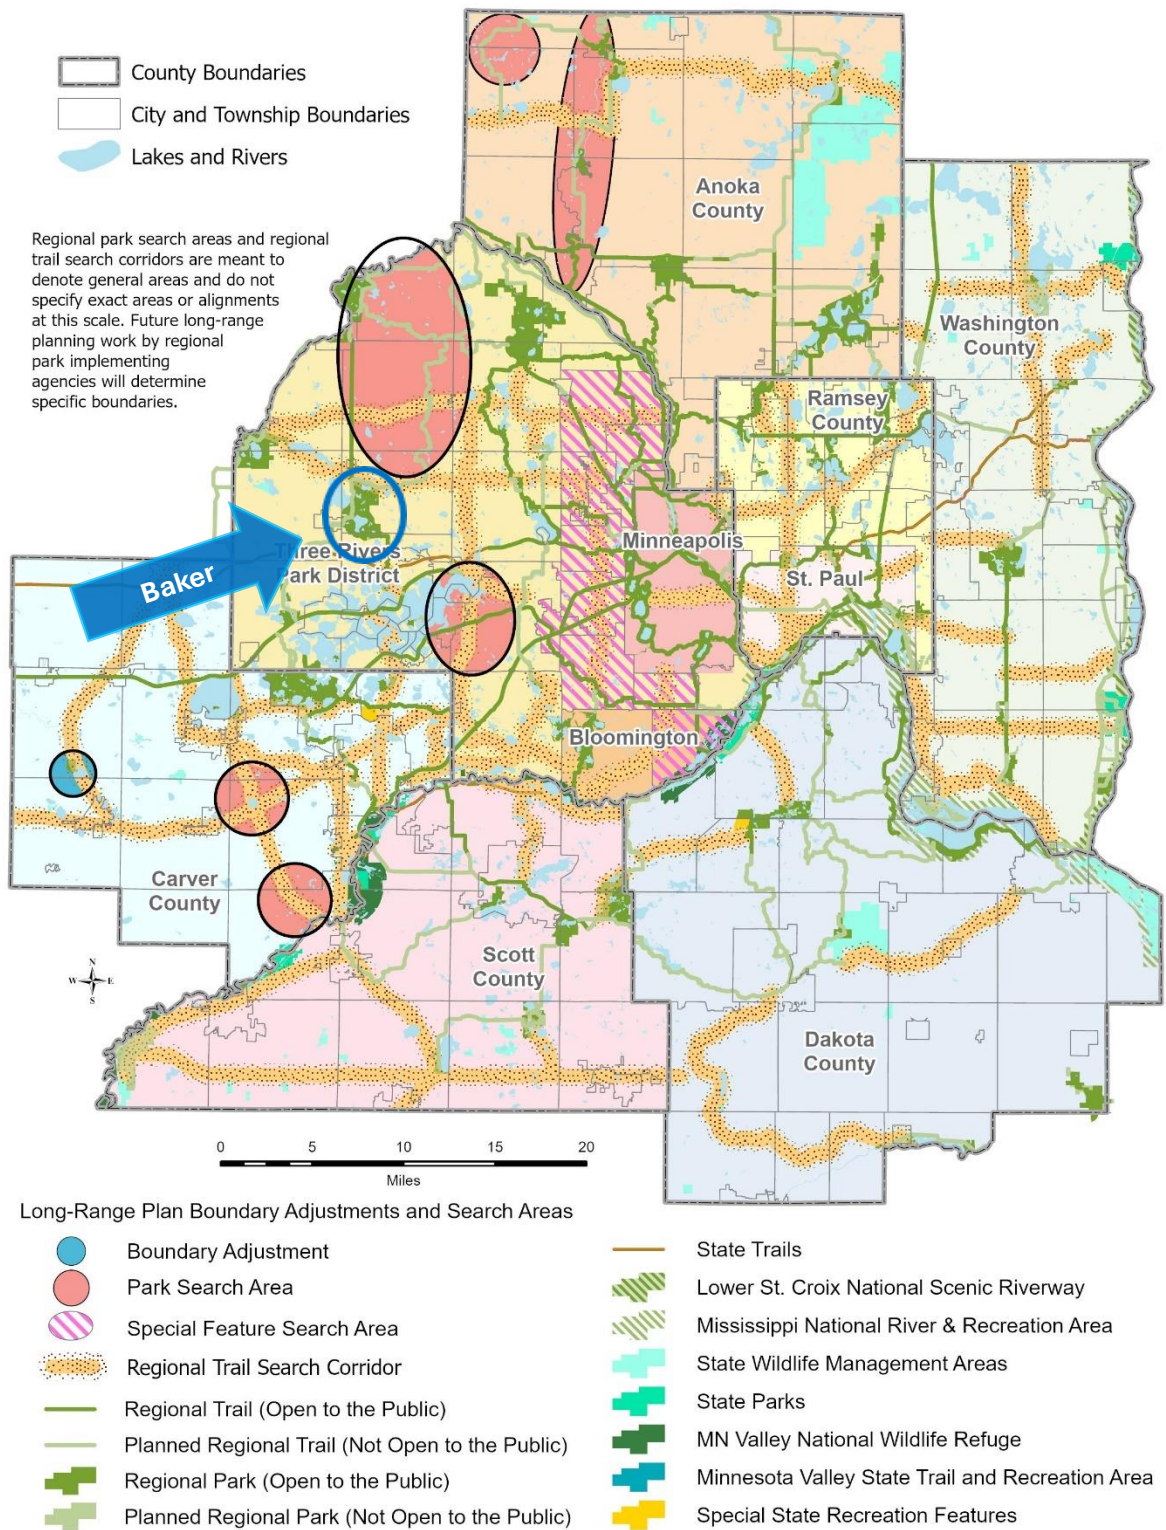 County Boundaries
City and Township Boundaries
Lakes and Rivers
Regional park search areas and regional
trail search corridors are meant to
denote general areas and do not
specify exact areas or alignments
at this scale. Future long-range
planning work by regional
park implementing
agencies will determine
specific boundaries.
Anoka
County
Washington
County
Ramsey
County
Minneapolis
St. Paul
Three Rivers
Park District
Baker
Bloomington
Carver
County
Scott
County
Dakota
County
N
W
E
S
0
5
10
15
20
Miles
Long-Range Plan Boundary Adjustments and Search Areas
Boundary Adjustment
Park Search Area
Special Feature Search Area
Regional Trail Search Corridor
Regional Trail (Open to the Public)
Planned Regional Trail (Not Open to the Public)
Regional Park (Open to the Public)
Planned Regional Park (Not Open to the Public)
State Trails
Lower St. Croix National Scenic Riverway
Mississippi National River & Recreation Area
State Wildlife Management Areas
State Parks
MN Valley National Wildlife Refuge
Minnesota Valley State Trail and Recreation Area
Special State Recreation Features